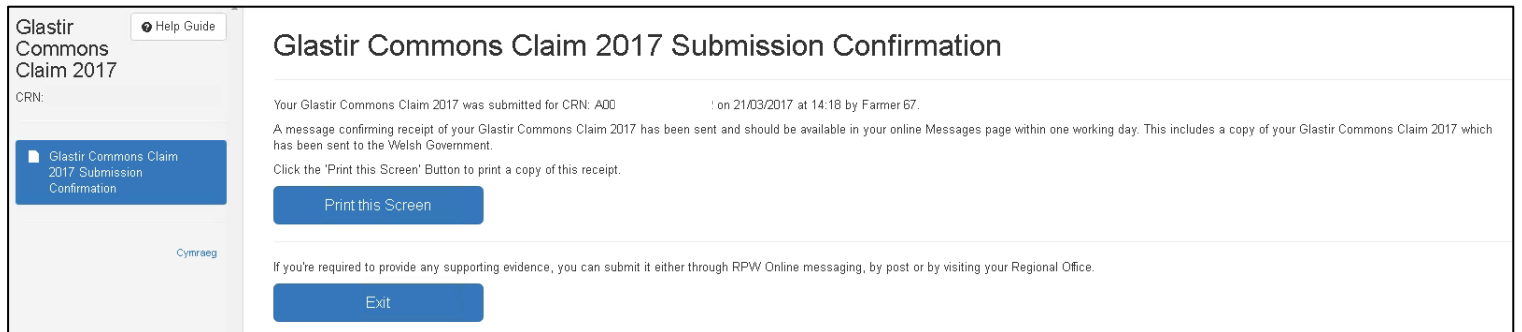 Glastir
Commons
Claim 2017
Help Guide
CRN:
Glastir Commons Claim
2017 Submission
Confirmation
Cymraeg
Glastir Commons Claim 2017 Submission Confirmation
Your Glastir Commons Claim 2017 was submitted for CRN: A00 on 21/03/2017 at 14:18 by Farmer 67.
A message confirming receipt of your Glastir Commons Claim 2017 has been sent and should be available in your online Messages page within one working day. This includes a copy of your Glastir Commons Claim 2017 which
has been sent to the Welsh Government.
Click the 'Print this Screen' Button to print a copy of this receipt.
Print this Screen
If you're required to provide any supporting evidence, you can submit it either through RPW Online messaging, by post or by visiting your Regional Office.
Exit